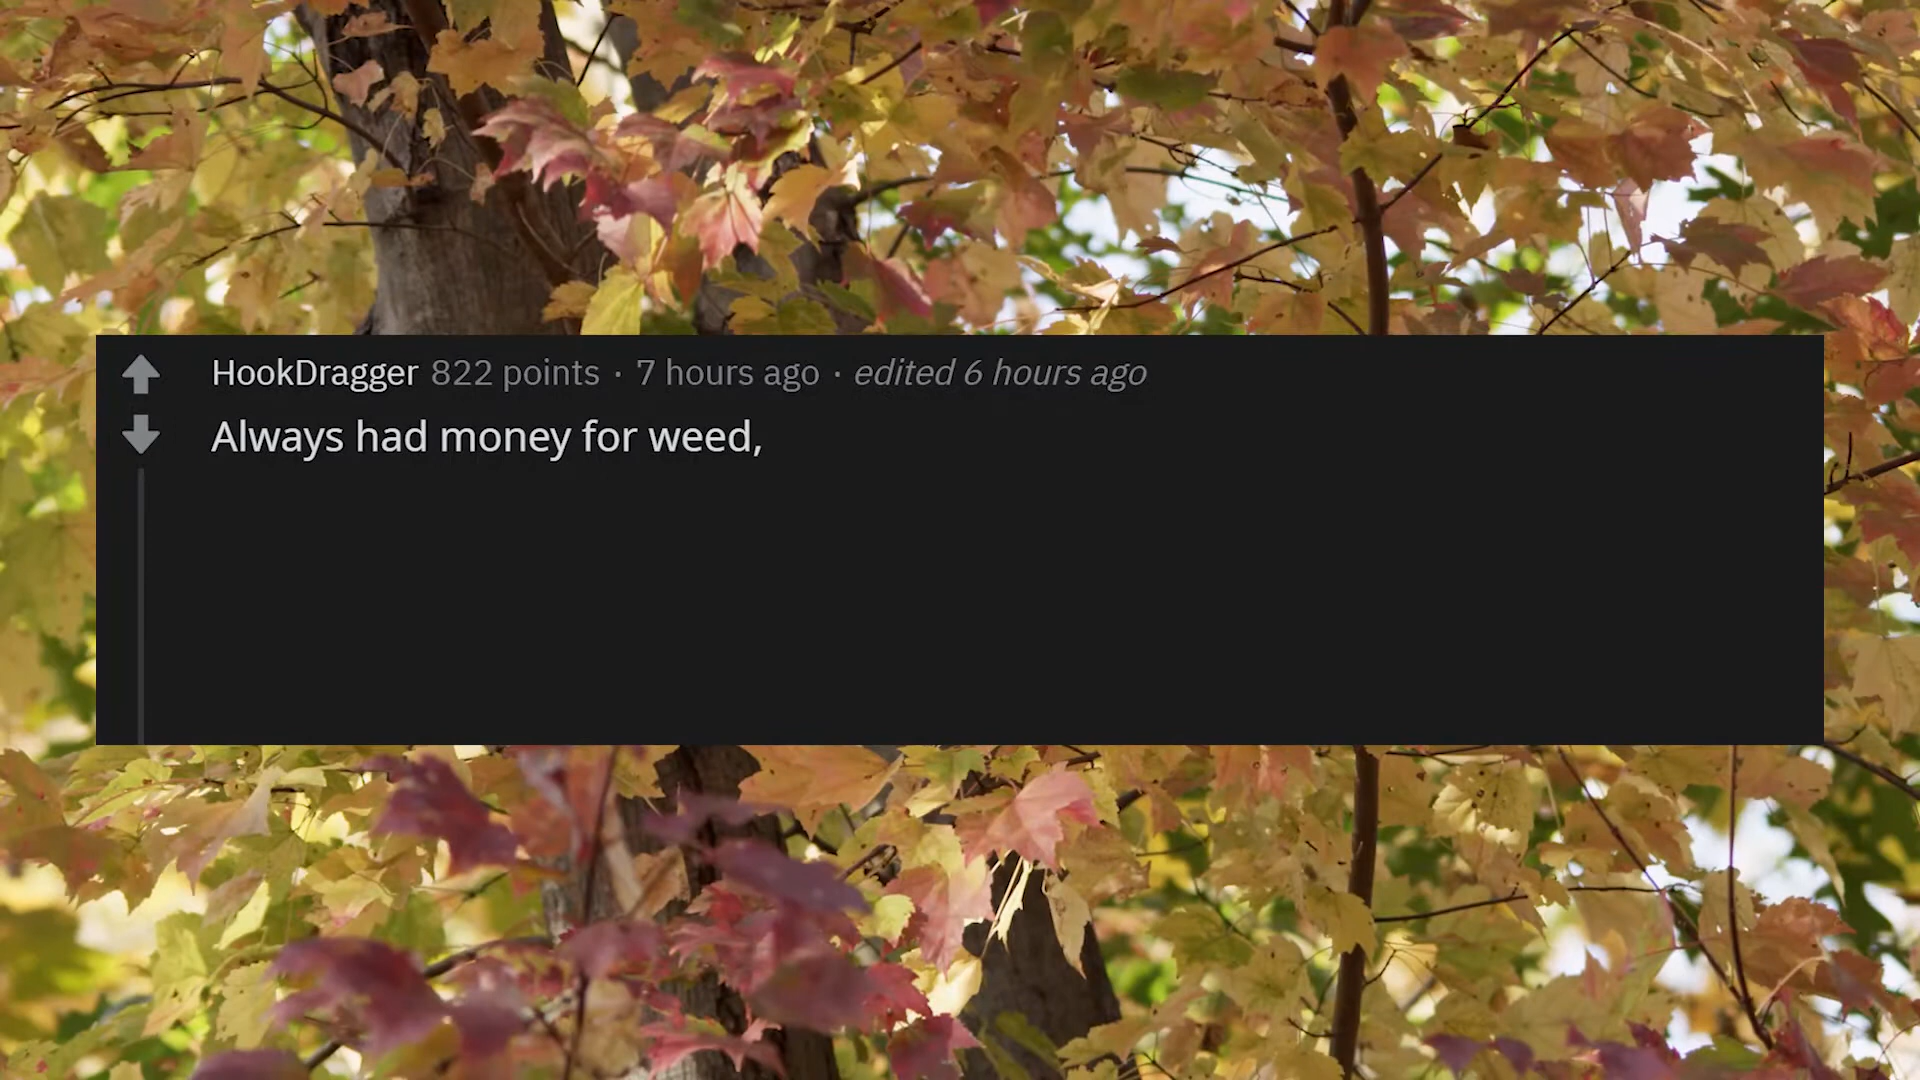 HookDragger 822 points · 7 hours ago · edited 6 hours ago
Always had money for weed,